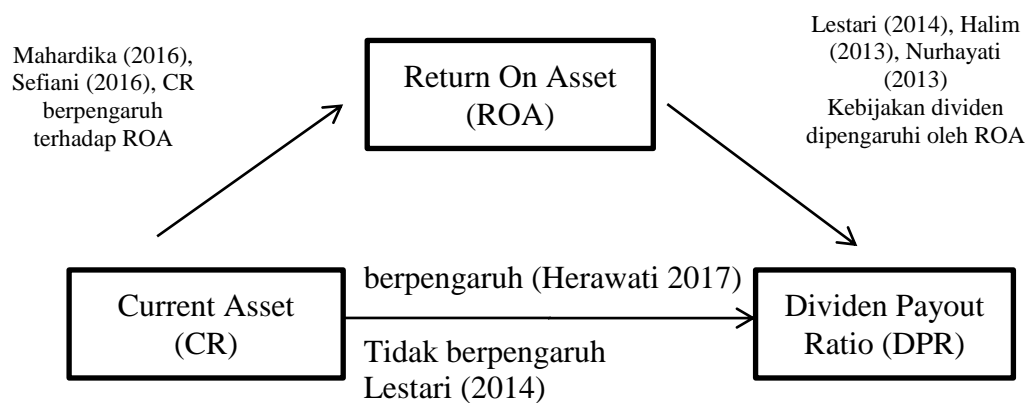 Mahardika (2016),
Sefiani (2016), CR
berpengaruh
terhadap ROA
Return On Asset
(ROA)
Lestari (2014), Halim
(2013), Nurhayati
(2013)
Kebijakan dividen
dipengaruhi oleh ROA
Current Asset
(CR)
berpengaruh (Herawati 2017)
Tidak berpengaruh
Lestari (2014)
Dividen Payout
Ratio (DPR)